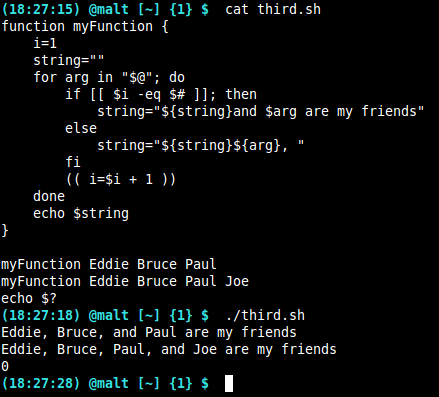 (18:27:15) @malt [~] {1} $  cat third.sh
function myFunction {
    i=1
    string=""
    for arg in "$@"; do
        if [[ $i -eq $# ]]; then
            string="${string}and $arg are my friends"
        else
            string="${string}${arg}, "
        fi
        (( i=$i + 1 ))
    done
    echo $string
}

myFunction Eddie Bruce Paul
myFunction Eddie Bruce Paul Joe
echo $?
(18:27:18) @malt [~] {1} $  ./third.sh
Eddie, Bruce, and Paul are my friends
Eddie, Bruce, Paul, and Joe are my friends
0
(18:27:28) @malt [~] {1} $